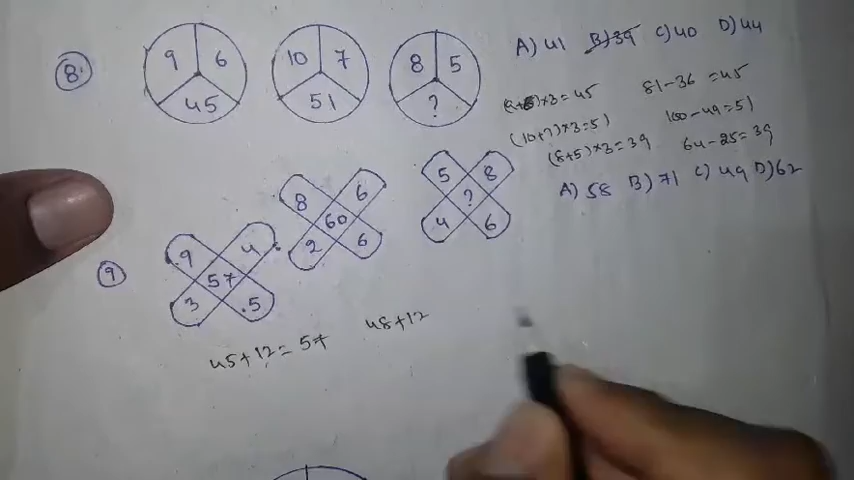 8
9 6 45
10 7 51
8 5 ?
A) 41 B) 39 C) 40 D) 44
(9+6)*3=45 81-36 =45
(10+7)*3=51 100-49=51
(8+5)*3=39 64-25=39
9
9 4 57 3 5
8 6 60 2 6
5 8 ? 4 6
A) 58 B) 71 C) 49 D) 62
45+12= 57 48+12